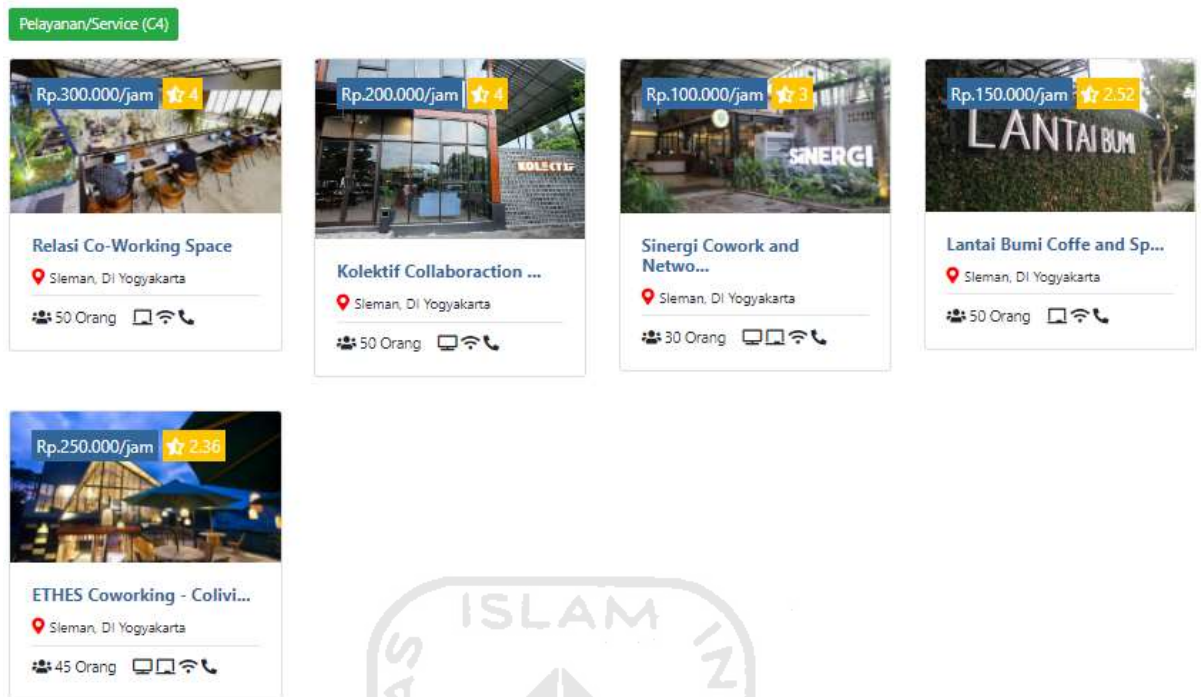 Pelayanan/Service (C4)
Rp.300.000/jam 4
Relasi Co-Working Space
Sleman, DI Yogyakarta
50 Orang
Rp.200.000/jam 4
KOLEKTIF
Kolektif Collaboraction ...
Sleman, DI Yogyakarta
50 Orang
Rp.100.000/jam 3
SINERGI
Sinergi Cowork and
Netwo...
Sleman, DI Yogyakarta
30 Orang
Rp.150.000/jam 2.52
LANTAI BUMI
Lantai Bumi Coffe and Sp...
Sleman, DI Yogyakarta
50 Orang
Rp.250.000/jam 2.36
ETHES Coworking - Colivi...
Sleman, DI Yogyakarta
45 Orang
ISLAM